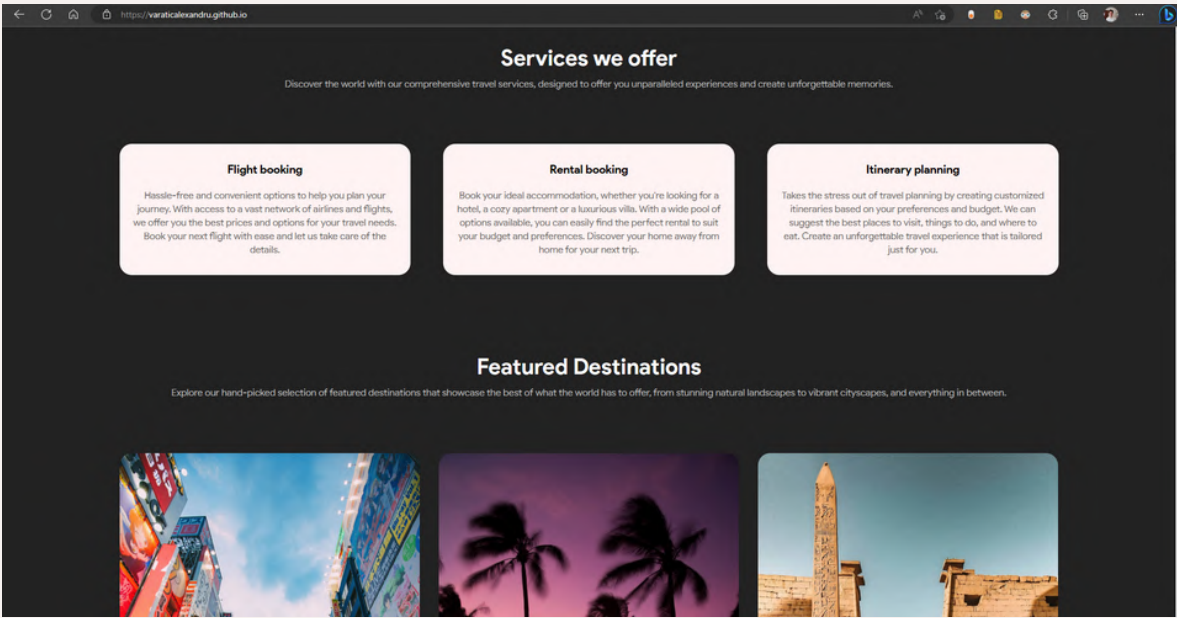 https://varaticalexandru.github.io
Services we offer
Discover the world with our comprehensive travel services, designed to offer you unparalleled experiences and create unforgettable memories.
Flight booking
Hassle-free and convenient options to help you plan your
journey. With access to a vast network of airlines and flights,
we offer you the best prices and options for your travel needs.
Book your next flight with ease and let us take care of the
details.
Rental booking
Book your ideal accommodation, whether you're looking for a
hotel, a cozy apartment or a luxurious villa. With a wide pool of
options available, you can easily find the perfect rental to suit
your budget and preferences. Discover your home away from
home for your next trip.
Itinerary planning
Takes the stress out of travel planning by creating customized
itineraries based on your preferences and budget. We can
suggest the best places to visit, things to do, and where to
eat. Create an unforgettable travel experience that is tailored
just for you.
Featured Destinations
Explore our hand-picked selection of featured destinations that showcase the best of what the world has to offer, from stunning natural landscapes to vibrant cityscapes, and everything in between.